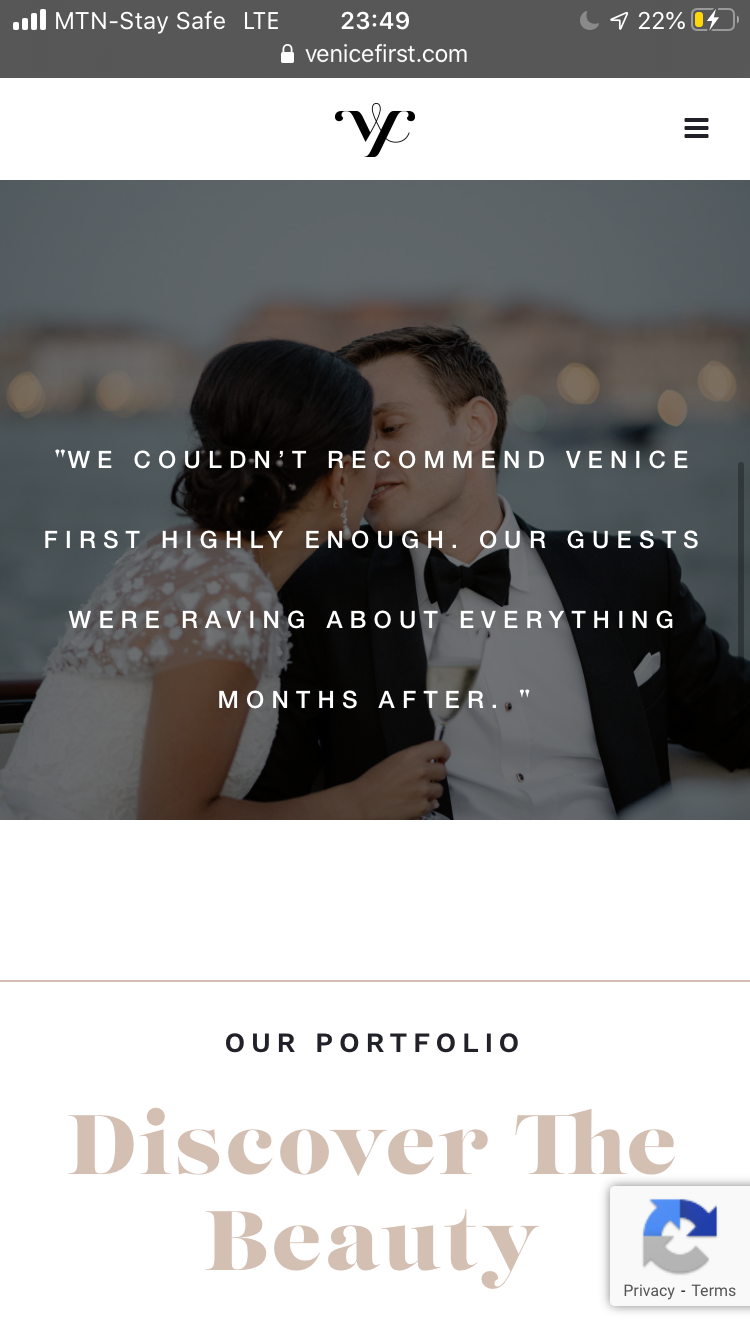 MTN-Stay Safe LTE 23:49 22%
venicefirst.com
"WE COULDN’T RECOMMEND VENICE
FIRST HIGHLY ENOUGH. OUR GUESTS
WERE RAVING ABOUT EVERYTHING
MONTHS AFTER. "
OUR PORTFOLIO
Discover The
Beauty
Privacy - Terms